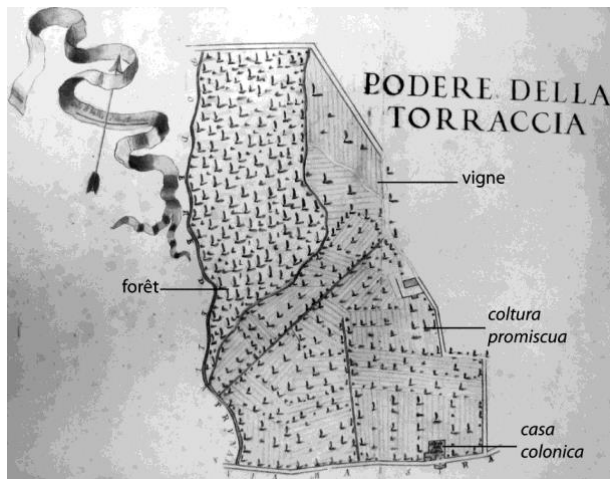 PODERE DELLA
TORRACCIA
vigne
forêt
coltura
promiscua
casa
colonica